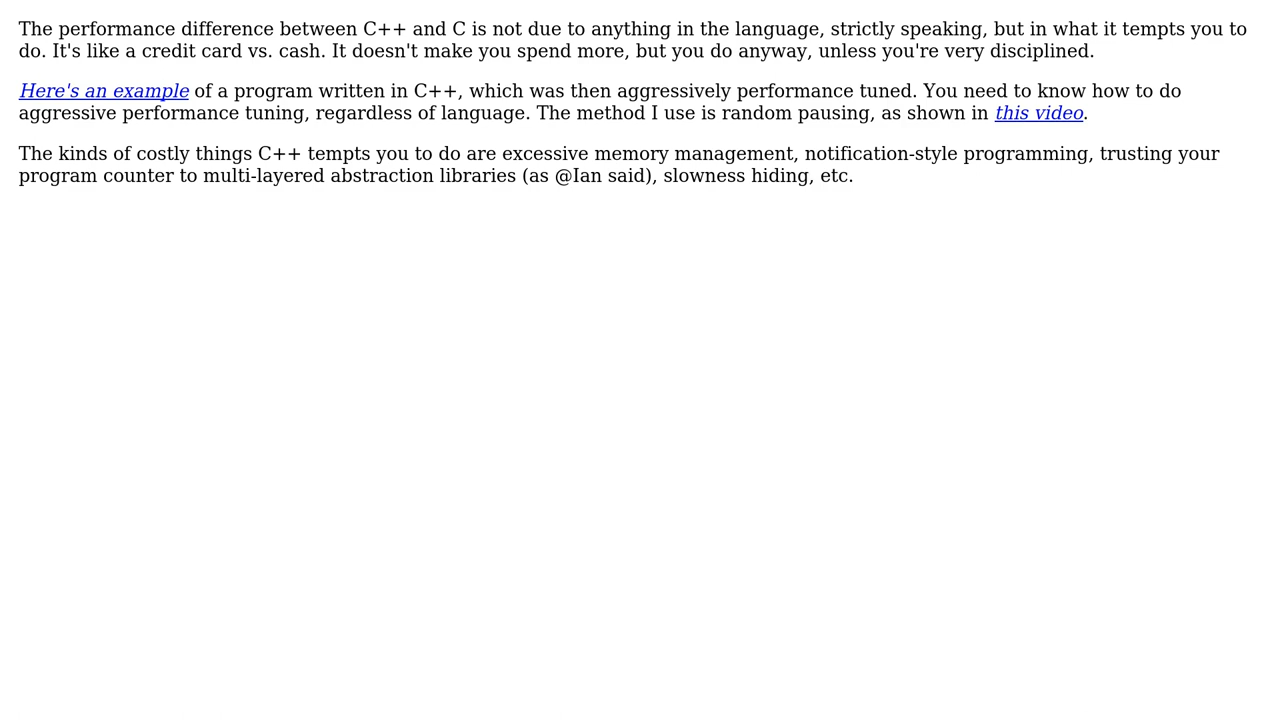 The performance difference between C++ and C is not due to anything in the language, strictly speaking, but in what it tempts you to
do. It's like a credit card vs. cash. It doesn't make you spend more, but you do anyway, unless you're very disciplined.
Here's an example of a program written in C++, which was then aggressively performance tuned. You need to know how to do
aggressive performance tuning, regardless of language. The method I use is random pausing, as shown in this video.
The kinds of costly things C++ tempts you to do are excessive memory management, notification-style programming, trusting your
program counter to multi-layered abstraction libraries (as @Ian said), slowness hiding, etc.